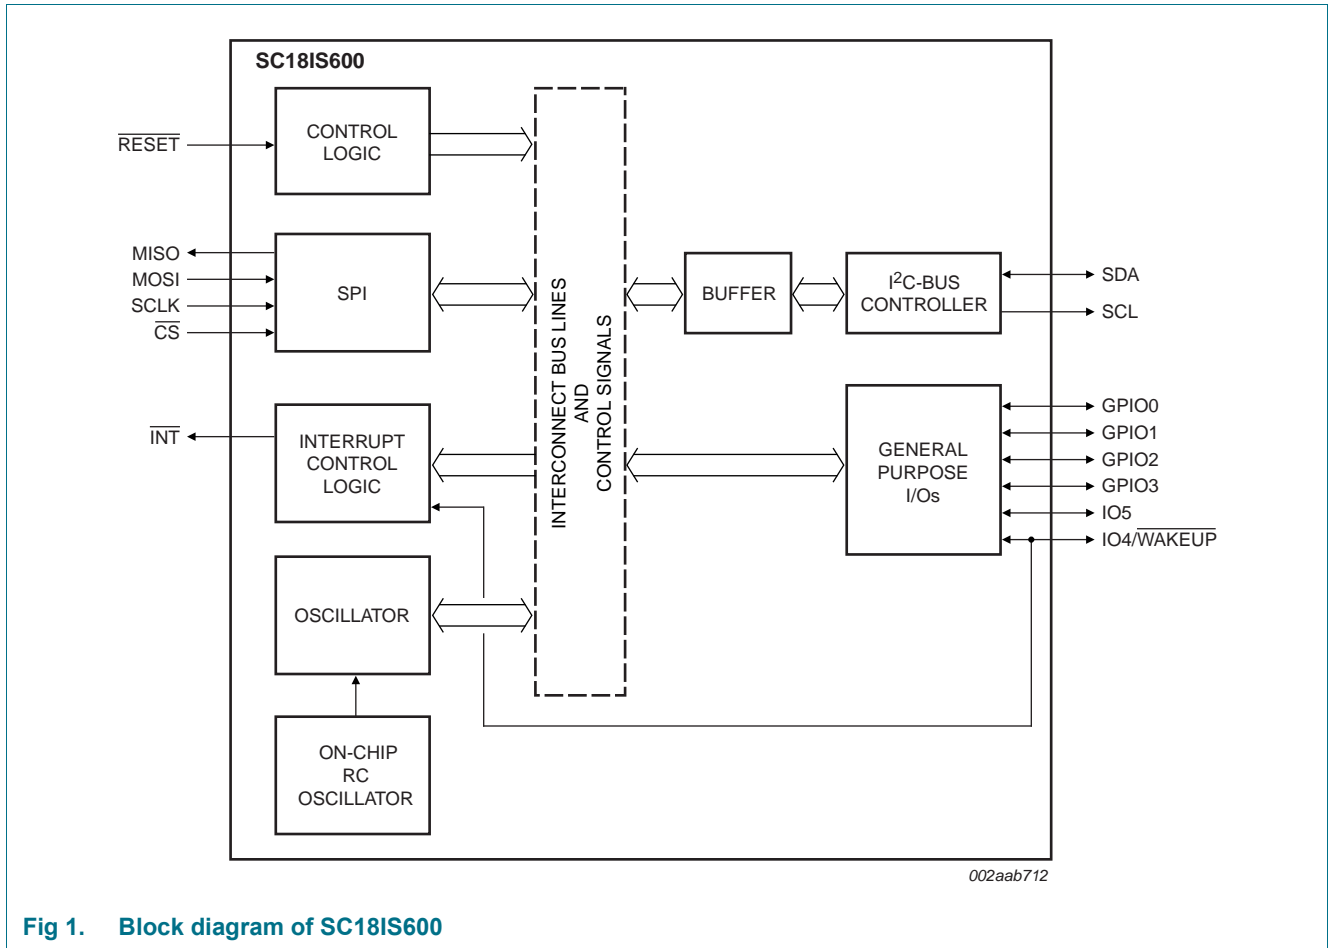 SC18IS600
CONTROL
LOGIC
RESET
MISO
MOSI
SCLK
CS
SPI
INT
INTERRUPT
CONTROL
LOGIC
OSCILLATOR
ON-CHIP
RC
OSCILLATOR
INTERCONNECT BUS LINES
AND
CONTROL SIGNALS
BUFFER
I2C-BUS
CONTROLLER
SDA
SCL
GENERAL
PURPOSE
I/Os
GPIO0
GPIO1
GPIO2
GPIO3
IO5
IO4/WAKEUP
002aab712
Fig 1. Block diagram of SC18IS600